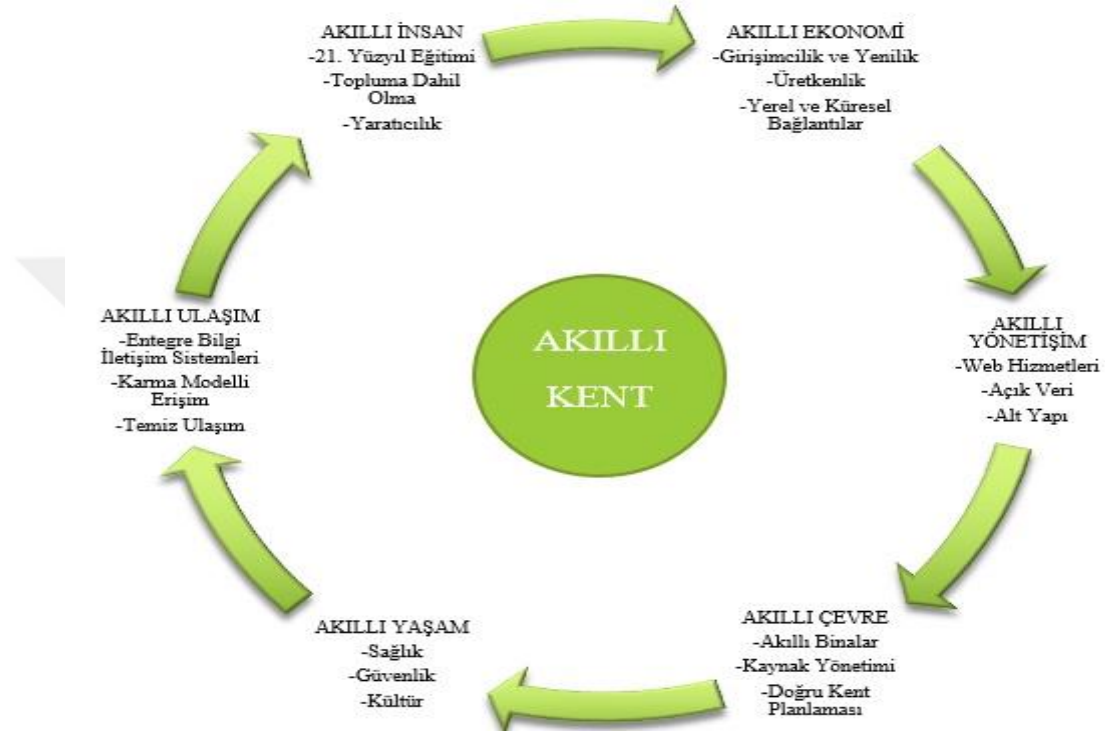 AKILLI İNSAN
-21. Yüzyıl Eğitimi
-Topluma Dahil
Olma
-Yaratıcılık
AKILLI EKONOMİ
-Girişimcilik ve Yenilik
-Üretkenlik
-Yerel ve Küresel
Bağlantılar
AKILLI
YÖNETİŞİM
-Web Hizmetleri
-Açık Veri
-Alt Yapı
AKILLI ÇEVRE
-Akıllı Binalar
-Kaynak Yönetimi
-Doğru Kent
Planlaması
AKILLI YAŞAM
-Sağlık
-Güvenlik
-Kültür
AKILLI ULAŞIM
-Entegre Bilgi
İletişim Sistemleri
-Karma Modelli
Erişim
-Temiz Ulaşım
AKILLI
KENT